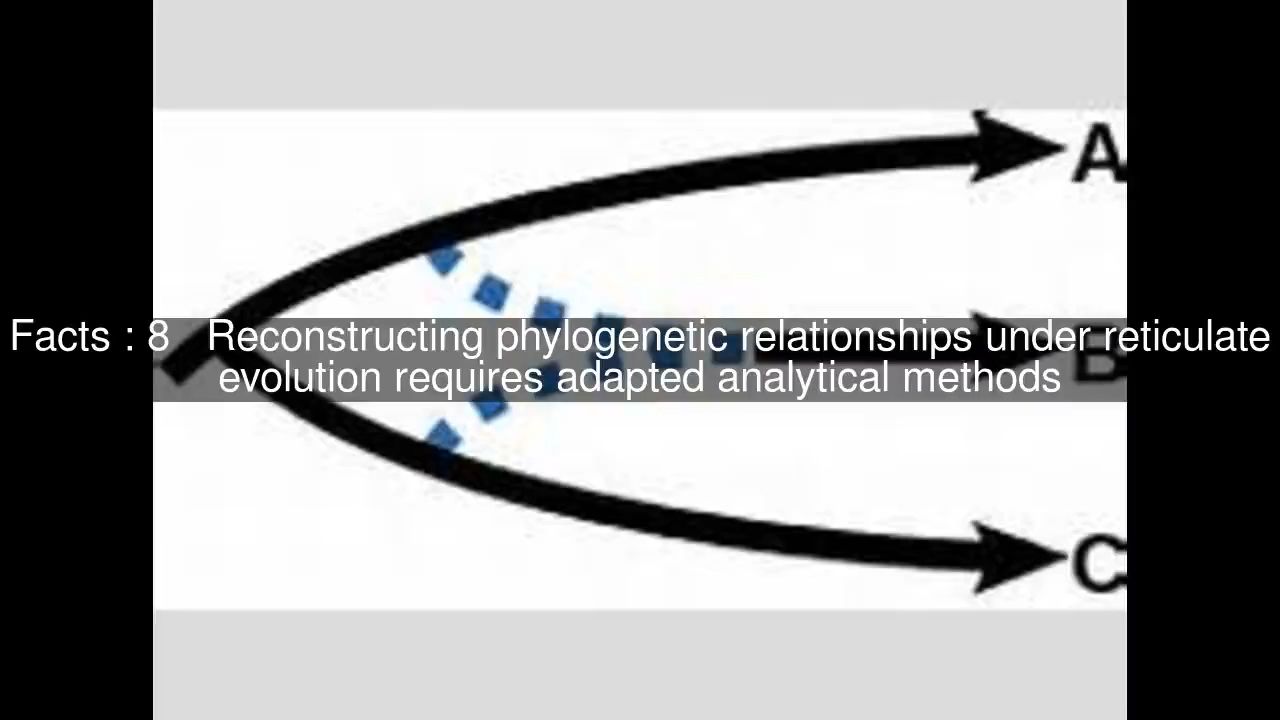 A
Facts : 8   Reconstructing phylogenetic relationships under reticulate
evolution requires adapted analytical methods
B
C